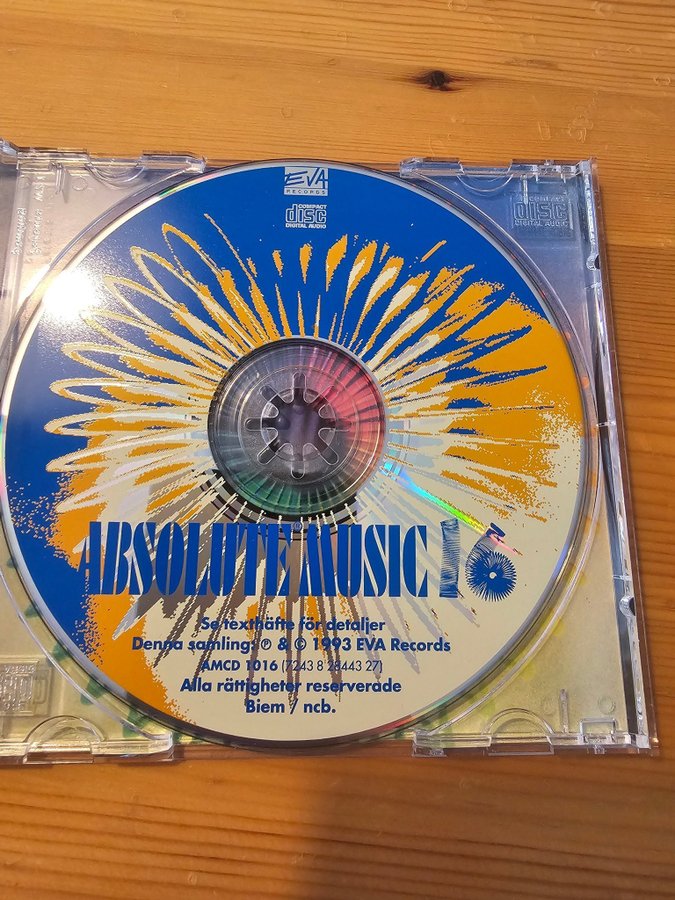 EVA
RECORDS
COMPACT
disc
DIGITAL AUDIO
COMPACT
disc
DIGITAL AUDIO
ABSOLUTE MUSIC 16
Se texthäfte för detaljer
Denna samling: ℗ & © 1993 EVA Records
AMCD 1016 (7243 8 28443 27)
Alla rättigheter reserverade
Biem / ncb.